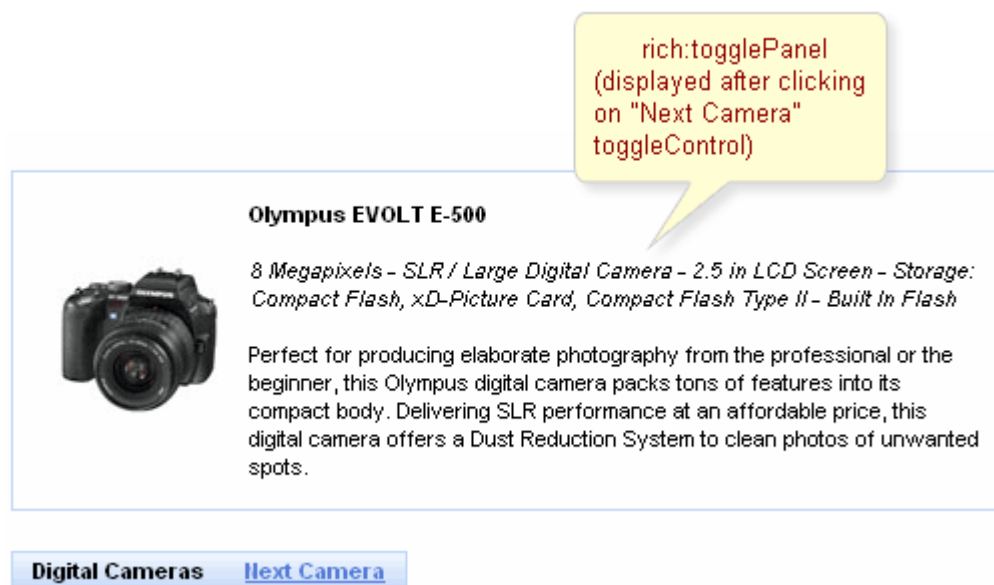 rich:togglePanel
(displayed after clicking
on "Next Camera"
toggleControl)
Olympus EVOLT E-500
8 Megapixels - SLR / Large Digital Camera - 2.5 in LCD Screen - Storage:
Compact Flash, xD-Picture Card, Compact Flash Type II - Built In Flash
OLYMPUS
Perfect for producing elaborate photography from the professional or the
beginner, this Olympus digital camera packs tons of features into its
compact body. Delivering SLR performance at an affordable price, this
digital camera offers a Dust Reduction System to clean photos of unwanted
spots.
Digital Cameras Next Camera